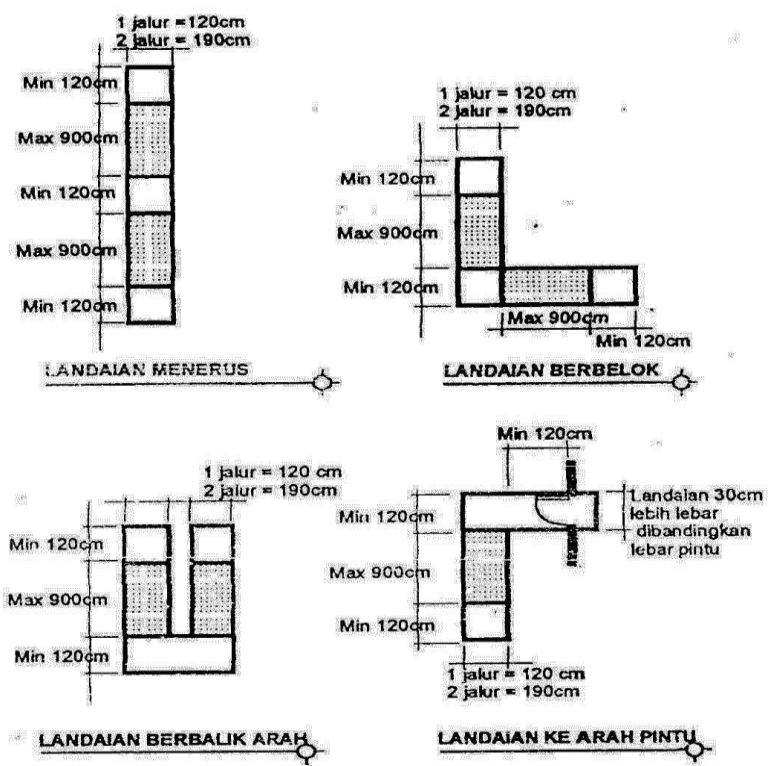 1 jalur =120cm
2 jalur = 190cm
Min 120cm
Max 900cm
Min 120cm
Max 900cm
Min 120cm
LANDAIAN MENERUS
1 jalur = 120 cm
2 jalur = 190cm
Min 120cm
Max 900cm
Min 120cm
Max 900cm
Min 120cm
LANDAIAN BERBELOK
1 jalur = 120 cm
2 jalur = 190cm
Min 120cm
Max 900cm
Min 120cm
LANDAIAN BERBALIK ARAH
Min 120cm
Min 120cm
Max 900cm
Min 120cm
Landaian 30cm
lebih lebar
dibandingkan
lebar pintu
1 jalur = 120 cm
2 jalur = 190cm
LANDAIAN KE ARAH PINTU